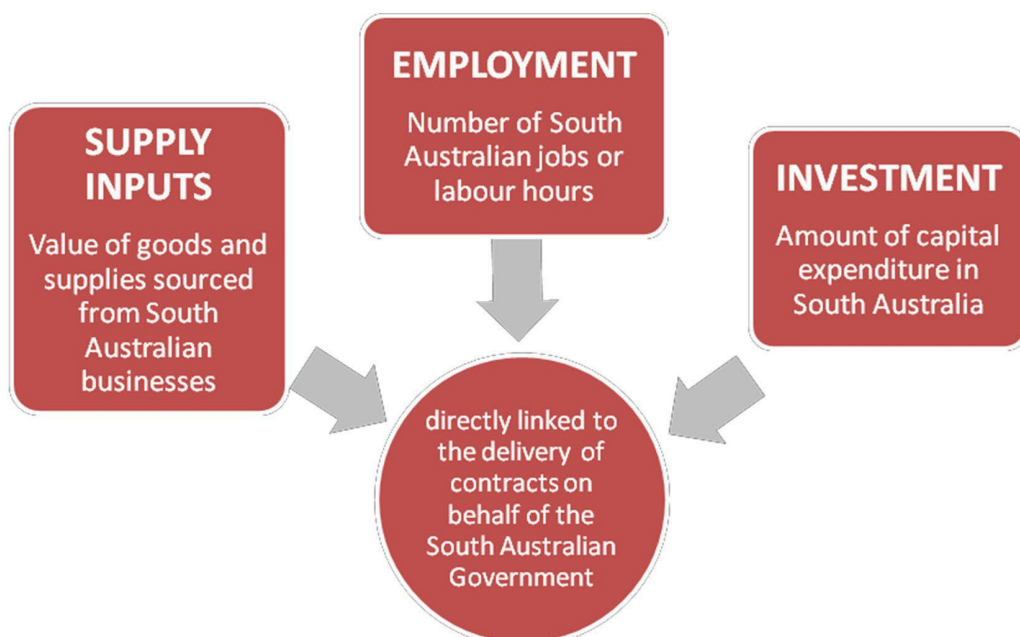 SUPPLY
INPUTS
Value of goods and
supplies sourced
from South
Australian
businesses
EMPLOYMENT
Number of South
Australian jobs or
labour hours
INVESTMENT
Amount of capital
expenditure in
South Australia
directly linked to
the delivery of
contracts on
behalf of the
South Australian
Government